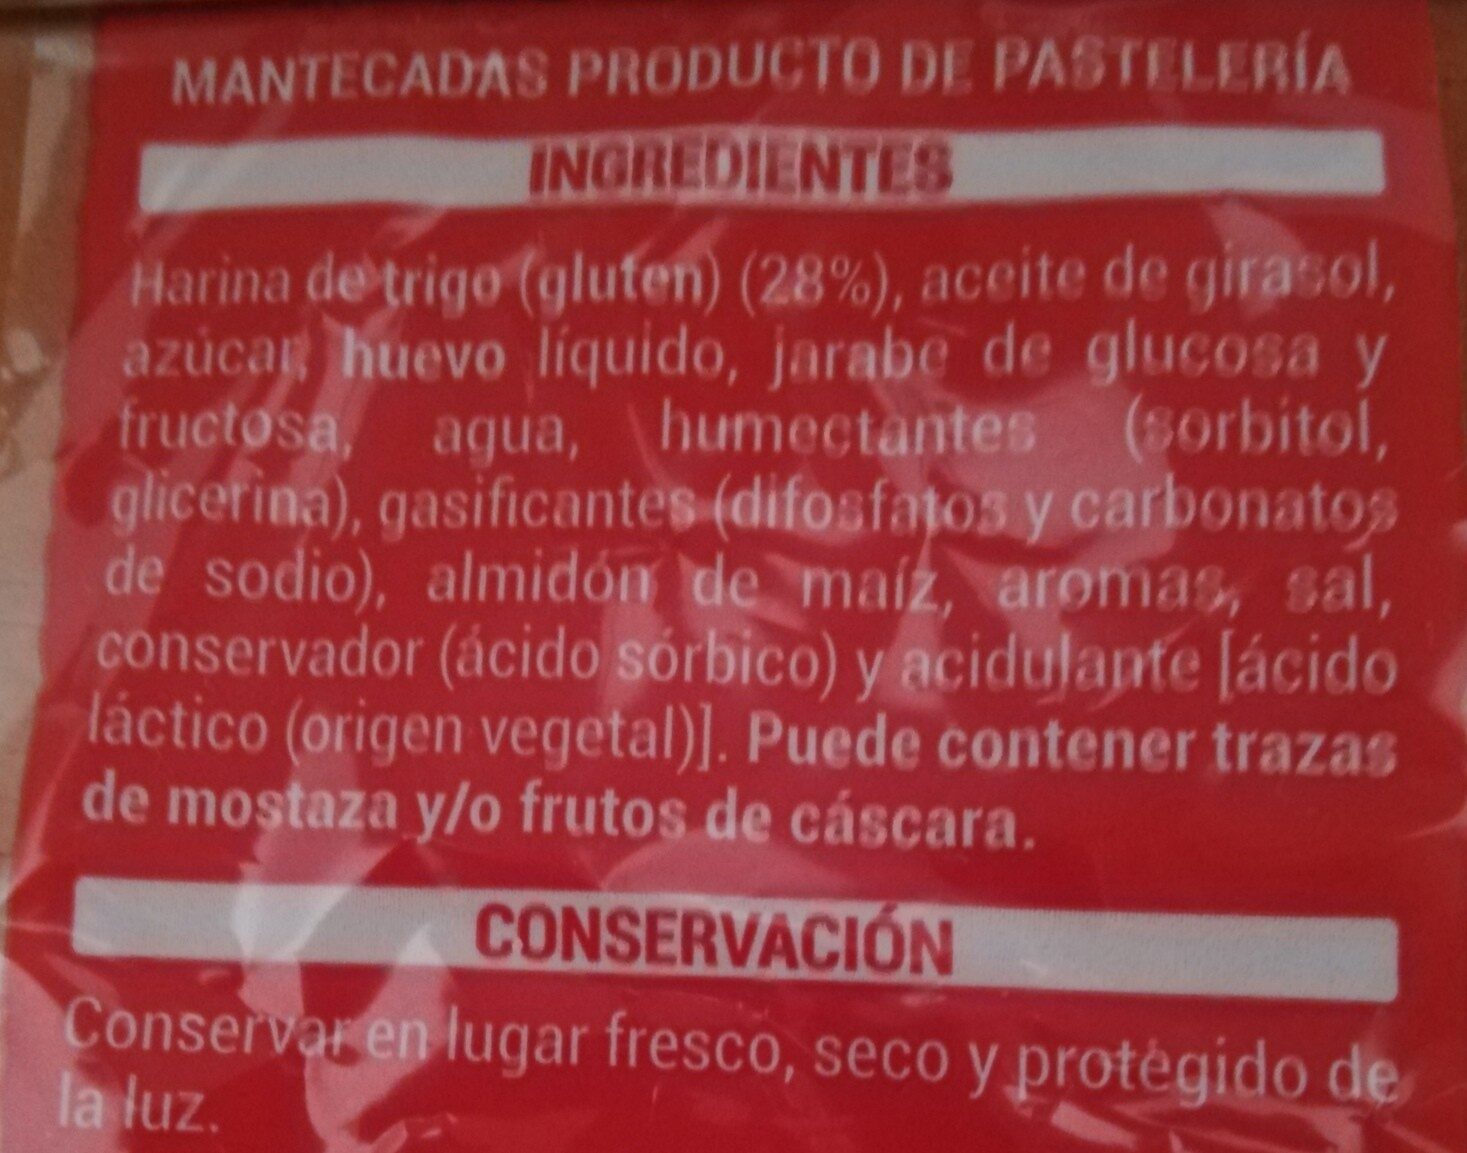 MANTECADAS PRODUCTO DE PASTELERÍA
INGREDIENTES
Harina de trigo (gluten) (28%), aceite de girasol,
azúcar, huevo líquido, jarabe de glucosa y
fructosa, agua, humectantes (sorbitol,
glicerina), gasificantes (difosfatos y carbonatos
de sodio), almidón de maíz, aromas, sal,
conservador (ácido sórbico) y acidulante [ácido
láctico (origen vegetal)]. Puede contener trazas
de mostaza y/o frutos de cáscara.
CONSERVACIÓN
Conservar en lugar fresco, seco y protegido de
la luz.